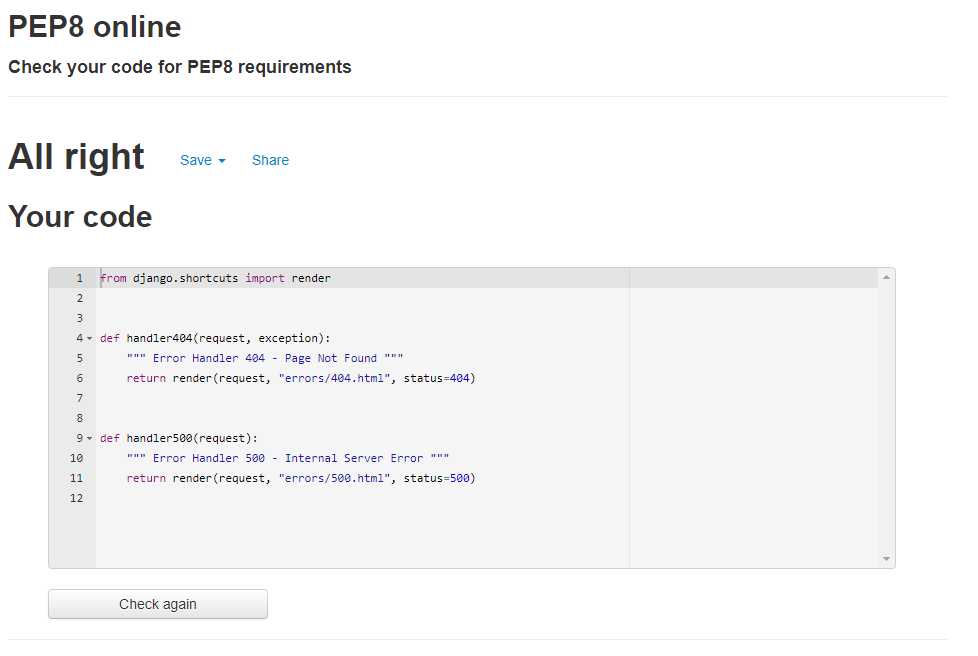 PEP8 online
Check your code for PEP8 requirements
All right Save Share
Your code
1 from django.shortcuts import render
2
3
4 def handler404(request, exception):
5     """ Error Handler 404 - Page Not Found """
6     return render(request, "errors/404.html", status=404)
7
8
9 def handler500(request):
10     """ Error Handler 500 - Internal Server Error """
11     return render(request, "errors/500.html", status=500)
12
Check again